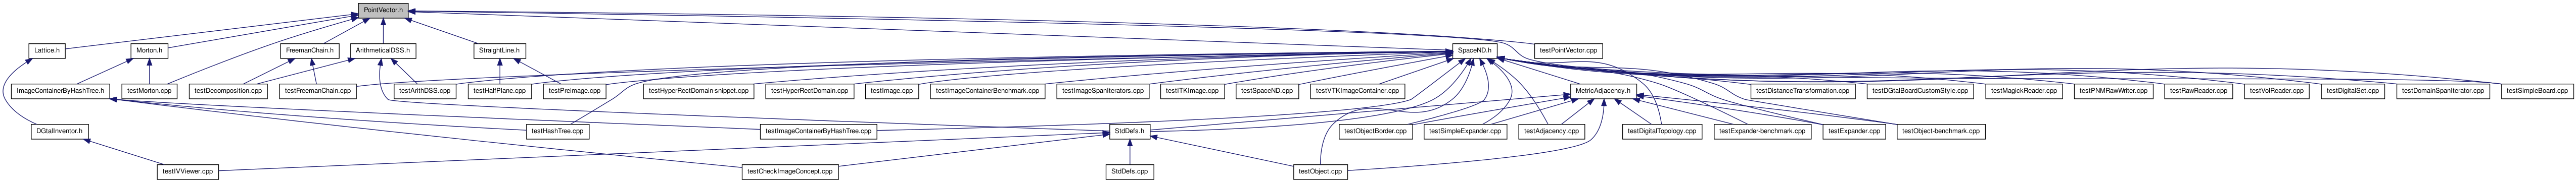 PointVector.h
Lattice.h
Morton.h
FreemanChain.h
ArithmeticalDSS.h
StraightLine.h
SpaceND.h
testPointVector.cpp
ImageContainerByHashTree.h
testMorton.cpp
testDecomposition.cpp
testFreemanChain.cpp
testArithDSS.cpp
testHalfPlane.cpp
testPreimage.cpp
testHyperRectDomain-snippet.cpp
testHyperRectDomain.cpp
testImage.cpp
testImageContainerBenchmark.cpp
testImageSpanIterators.cpp
testITKImage.cpp
testSpaceND.cpp
testVTKImageContainer.cpp
MetricAdjacency.h
testDistanceTransformation.cpp
testDGtalBoardCustomStyle.cpp
testMagickReader.cpp
testPNMRawWriter.cpp
testRawReader.cpp
testVolReader.cpp
testDigitalSet.cpp
testDomainSpanIterator.cpp
testSimpleBoard.cpp
DGtalInventor.h
testHashTree.cpp
testImageContainerByHashTree.cpp
StdDefs.h
testObjectBorder.cpp
testSimpleExpander.cpp
testAdjacency.cpp
testDigitalTopology.cpp
testExpander-benchmark.cpp
testExpander.cpp
testObject-benchmark.cpp
testIVViewer.cpp
testCheckImageConcept.cpp
StdDefs.cpp
testObject.cpp